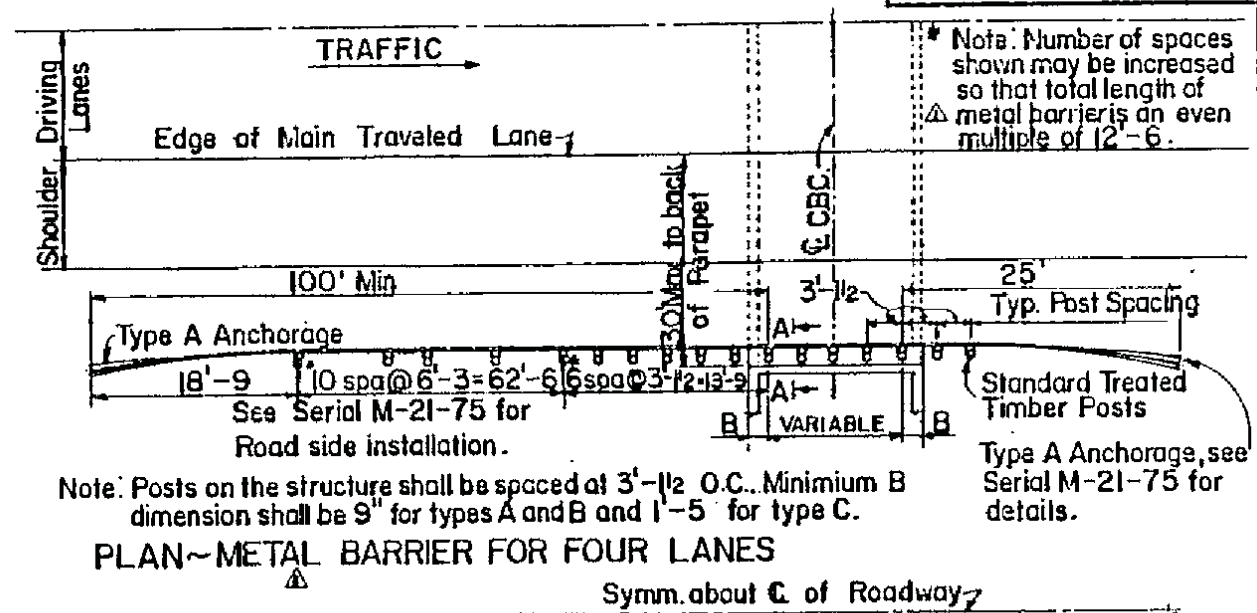 TRAFFIC
* Note: Number of spaces
shown may be increased
so that total length of
metal barrier is an even
multiple of 12'-6.
Driving
Lanes
Shoulder
Edge of Main Traveled Lane
30' Max to back
of Parapet
℄ CBC
100' Min
25'
3'-1½
Typ. Post Spacing
Type A Anchorage
A
18'-9
*10 spa@6'-3=62'-6
*6 spa@3'-1½=18'-9
A
See Serial M-21-75 for
Road side installation.
B
VARIABLE
B
Standard Treated
Timber Posts
Type A Anchorage, see
Serial M-21-75 for
details.
Note: Posts on the structure shall be spaced at 3'-1½ O.C.. Minimium B
dimension shall be 9" for types A and B and 1'-5 for type C.
PLAN~METAL BARRIER FOR FOUR LANES
1
Symm. about ℄ of Roadway